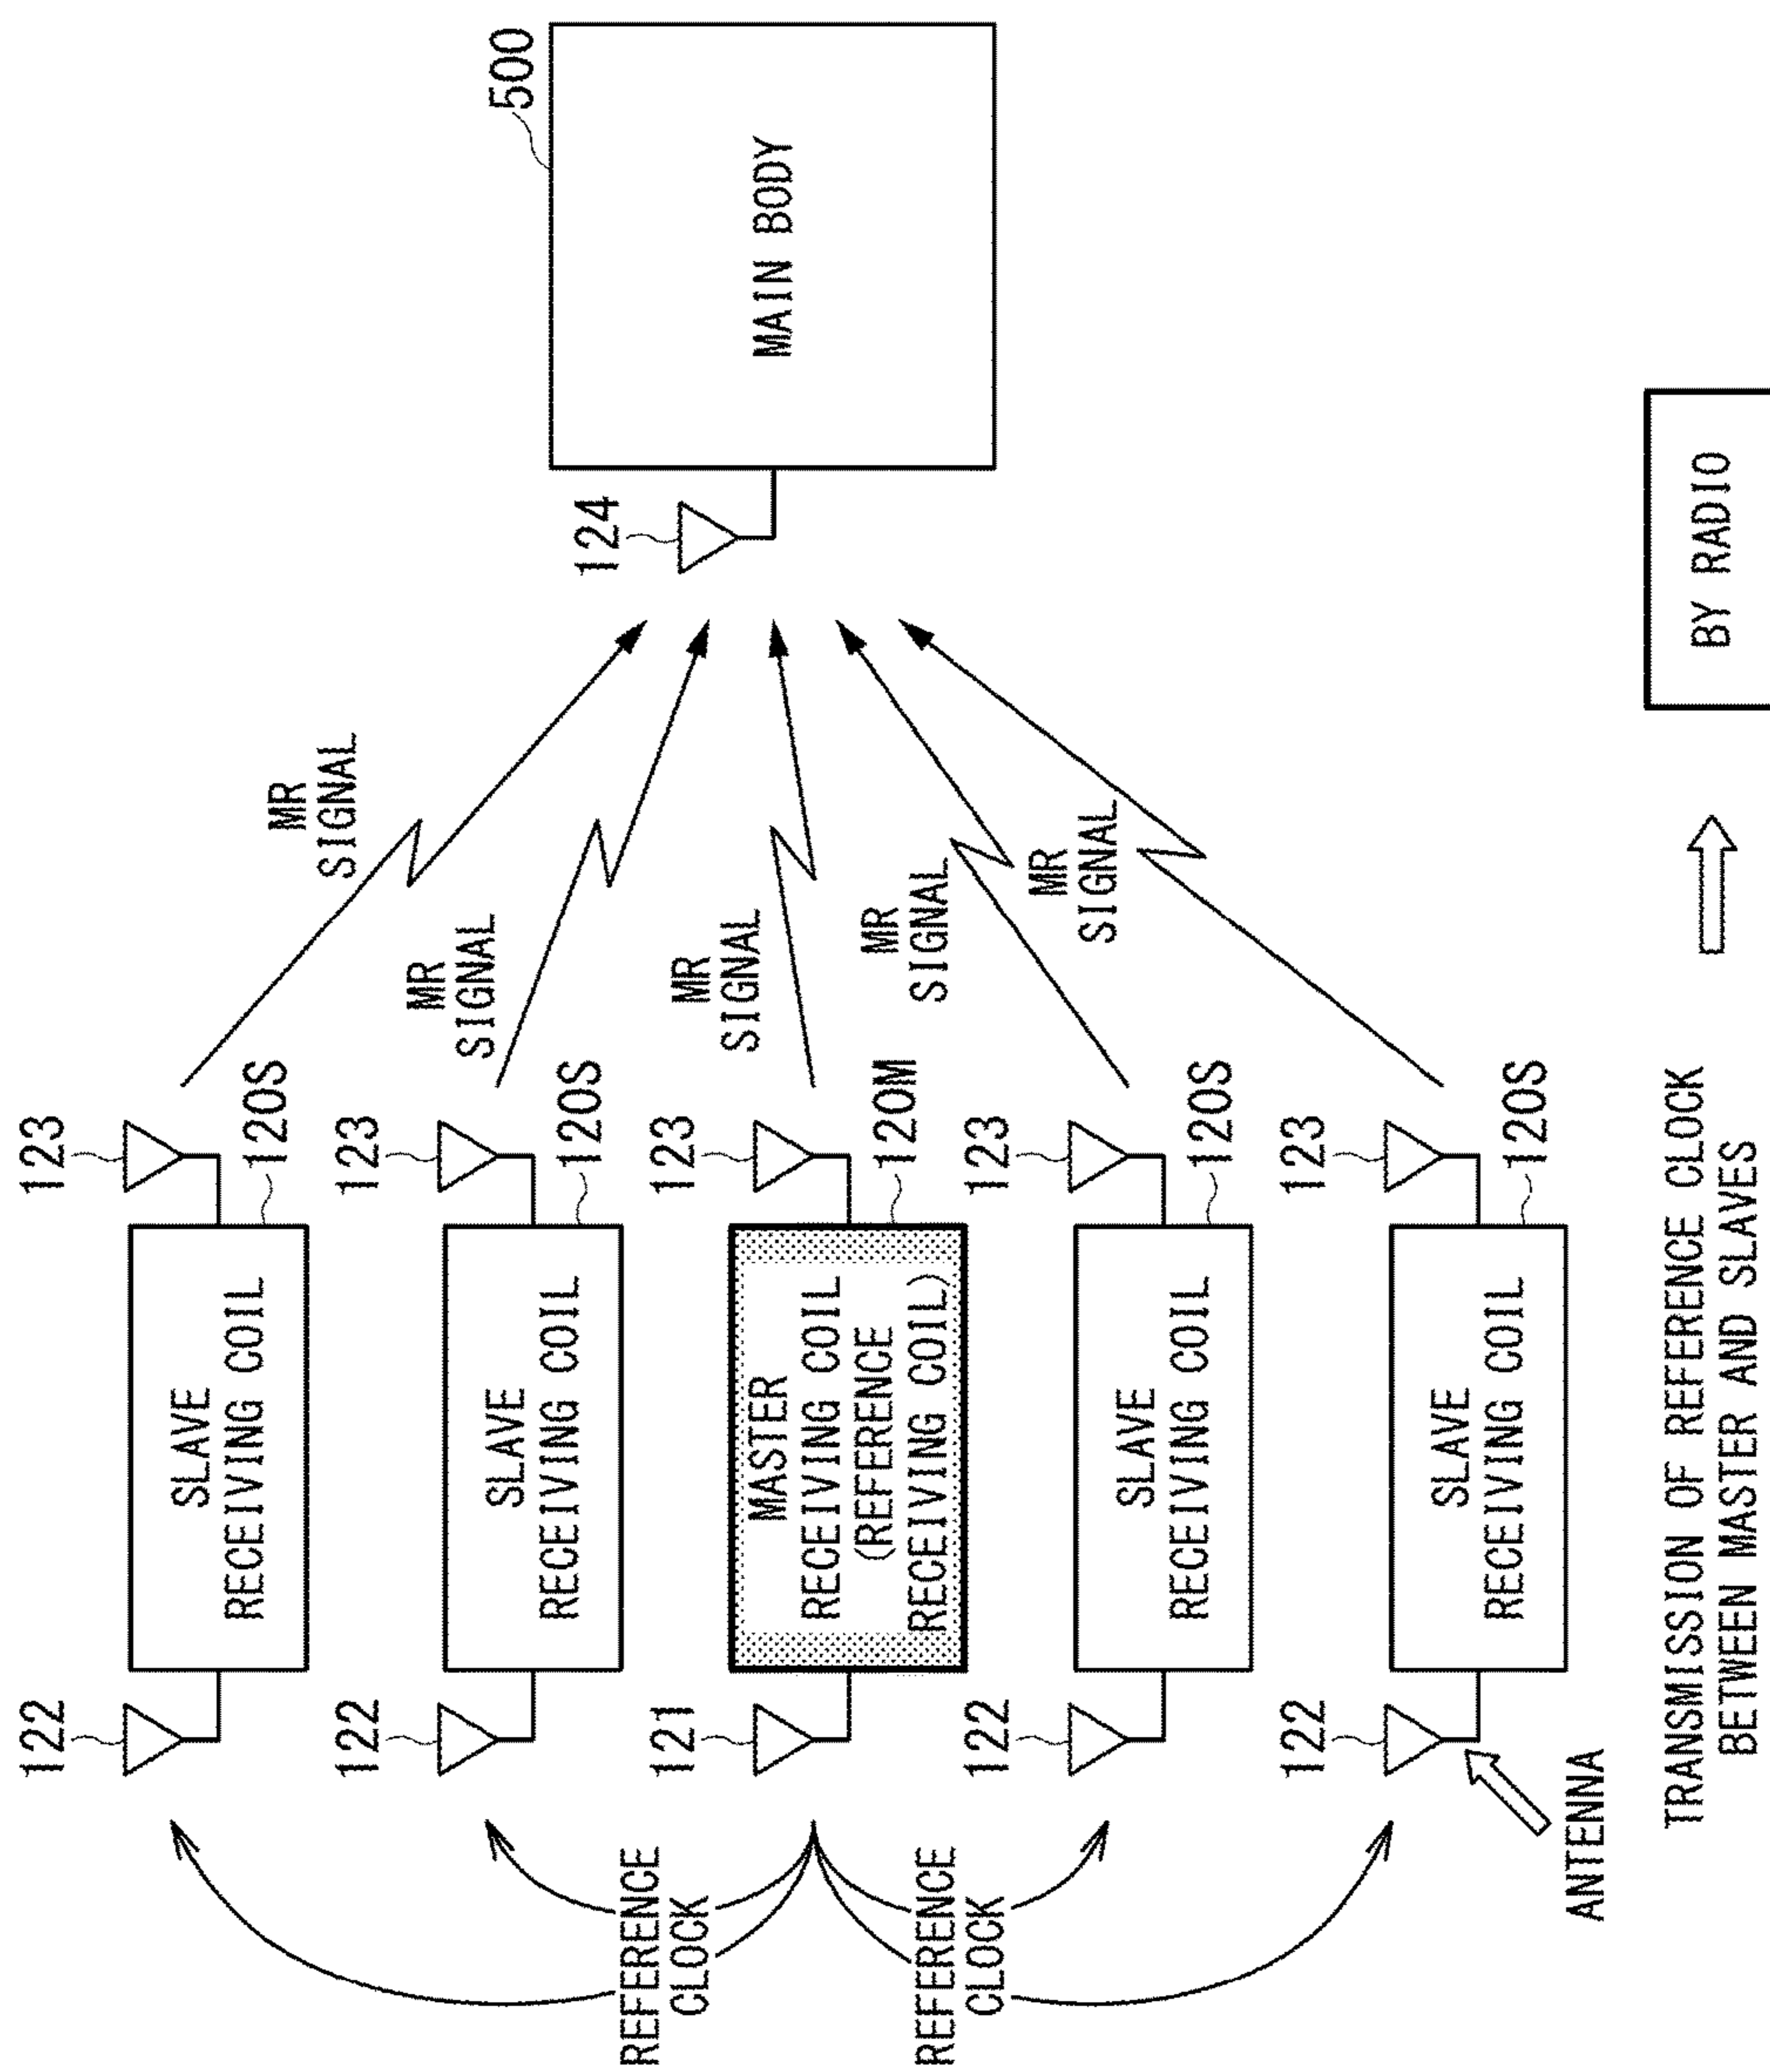 500
MAIN BODY
124
MR
SIGNAL
MR
SIGNAL
MR
SIGNAL
MR
SIGNAL
MR
SIGNAL
123
120S
123
120S
123
120M
123
120S
123
120S
SLAVE
RECEIVING COIL
SLAVE
RECEIVING COIL
MASTER
RECEIVING COIL
(REFERENCE
RECEIVING COIL)
SLAVE
RECEIVING COIL
SLAVE
RECEIVING COIL
122
122
121
122
122
REFERENCE
CLOCK
REFERENCE
CLOCK
ANTENNA
TRANSMISSION OF REFERENCE CLOCK
BETWEEN MASTER AND SLAVES
BY RADIO